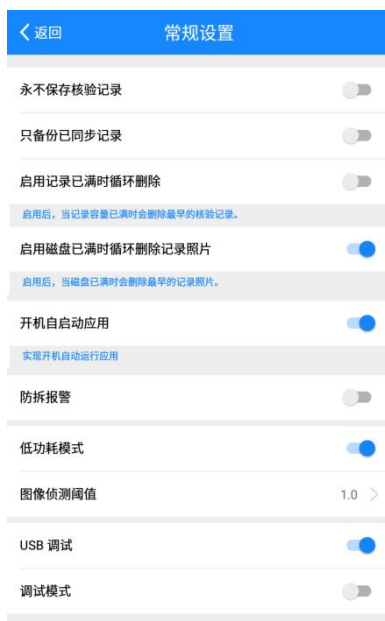 返回 常规设置
永不保存核验记录
只备份已同步记录
启用记录已满时循环删除
启用后，当记录容量已满时会删除最早的核验记录。
启用磁盘已满时循环删除记录照片
启用后，当磁盘已满时会删除最早的记录照片。
开机自启动应用
实现开机自动运行应用
防拆报警
低功耗模式
图像侦测阈值 1.0
USB 调试
调试模式